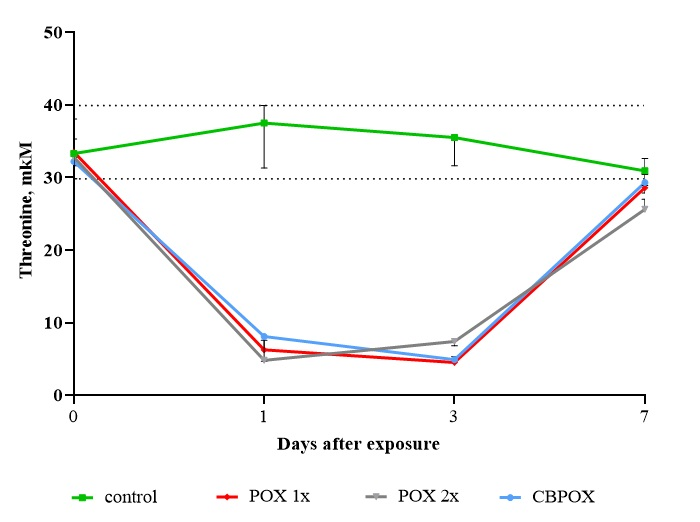 Threonine, mkM
50
40
30
20
10
0
0 1 3 7
Days after exposure
control POX 1x POX 2x CBPOX